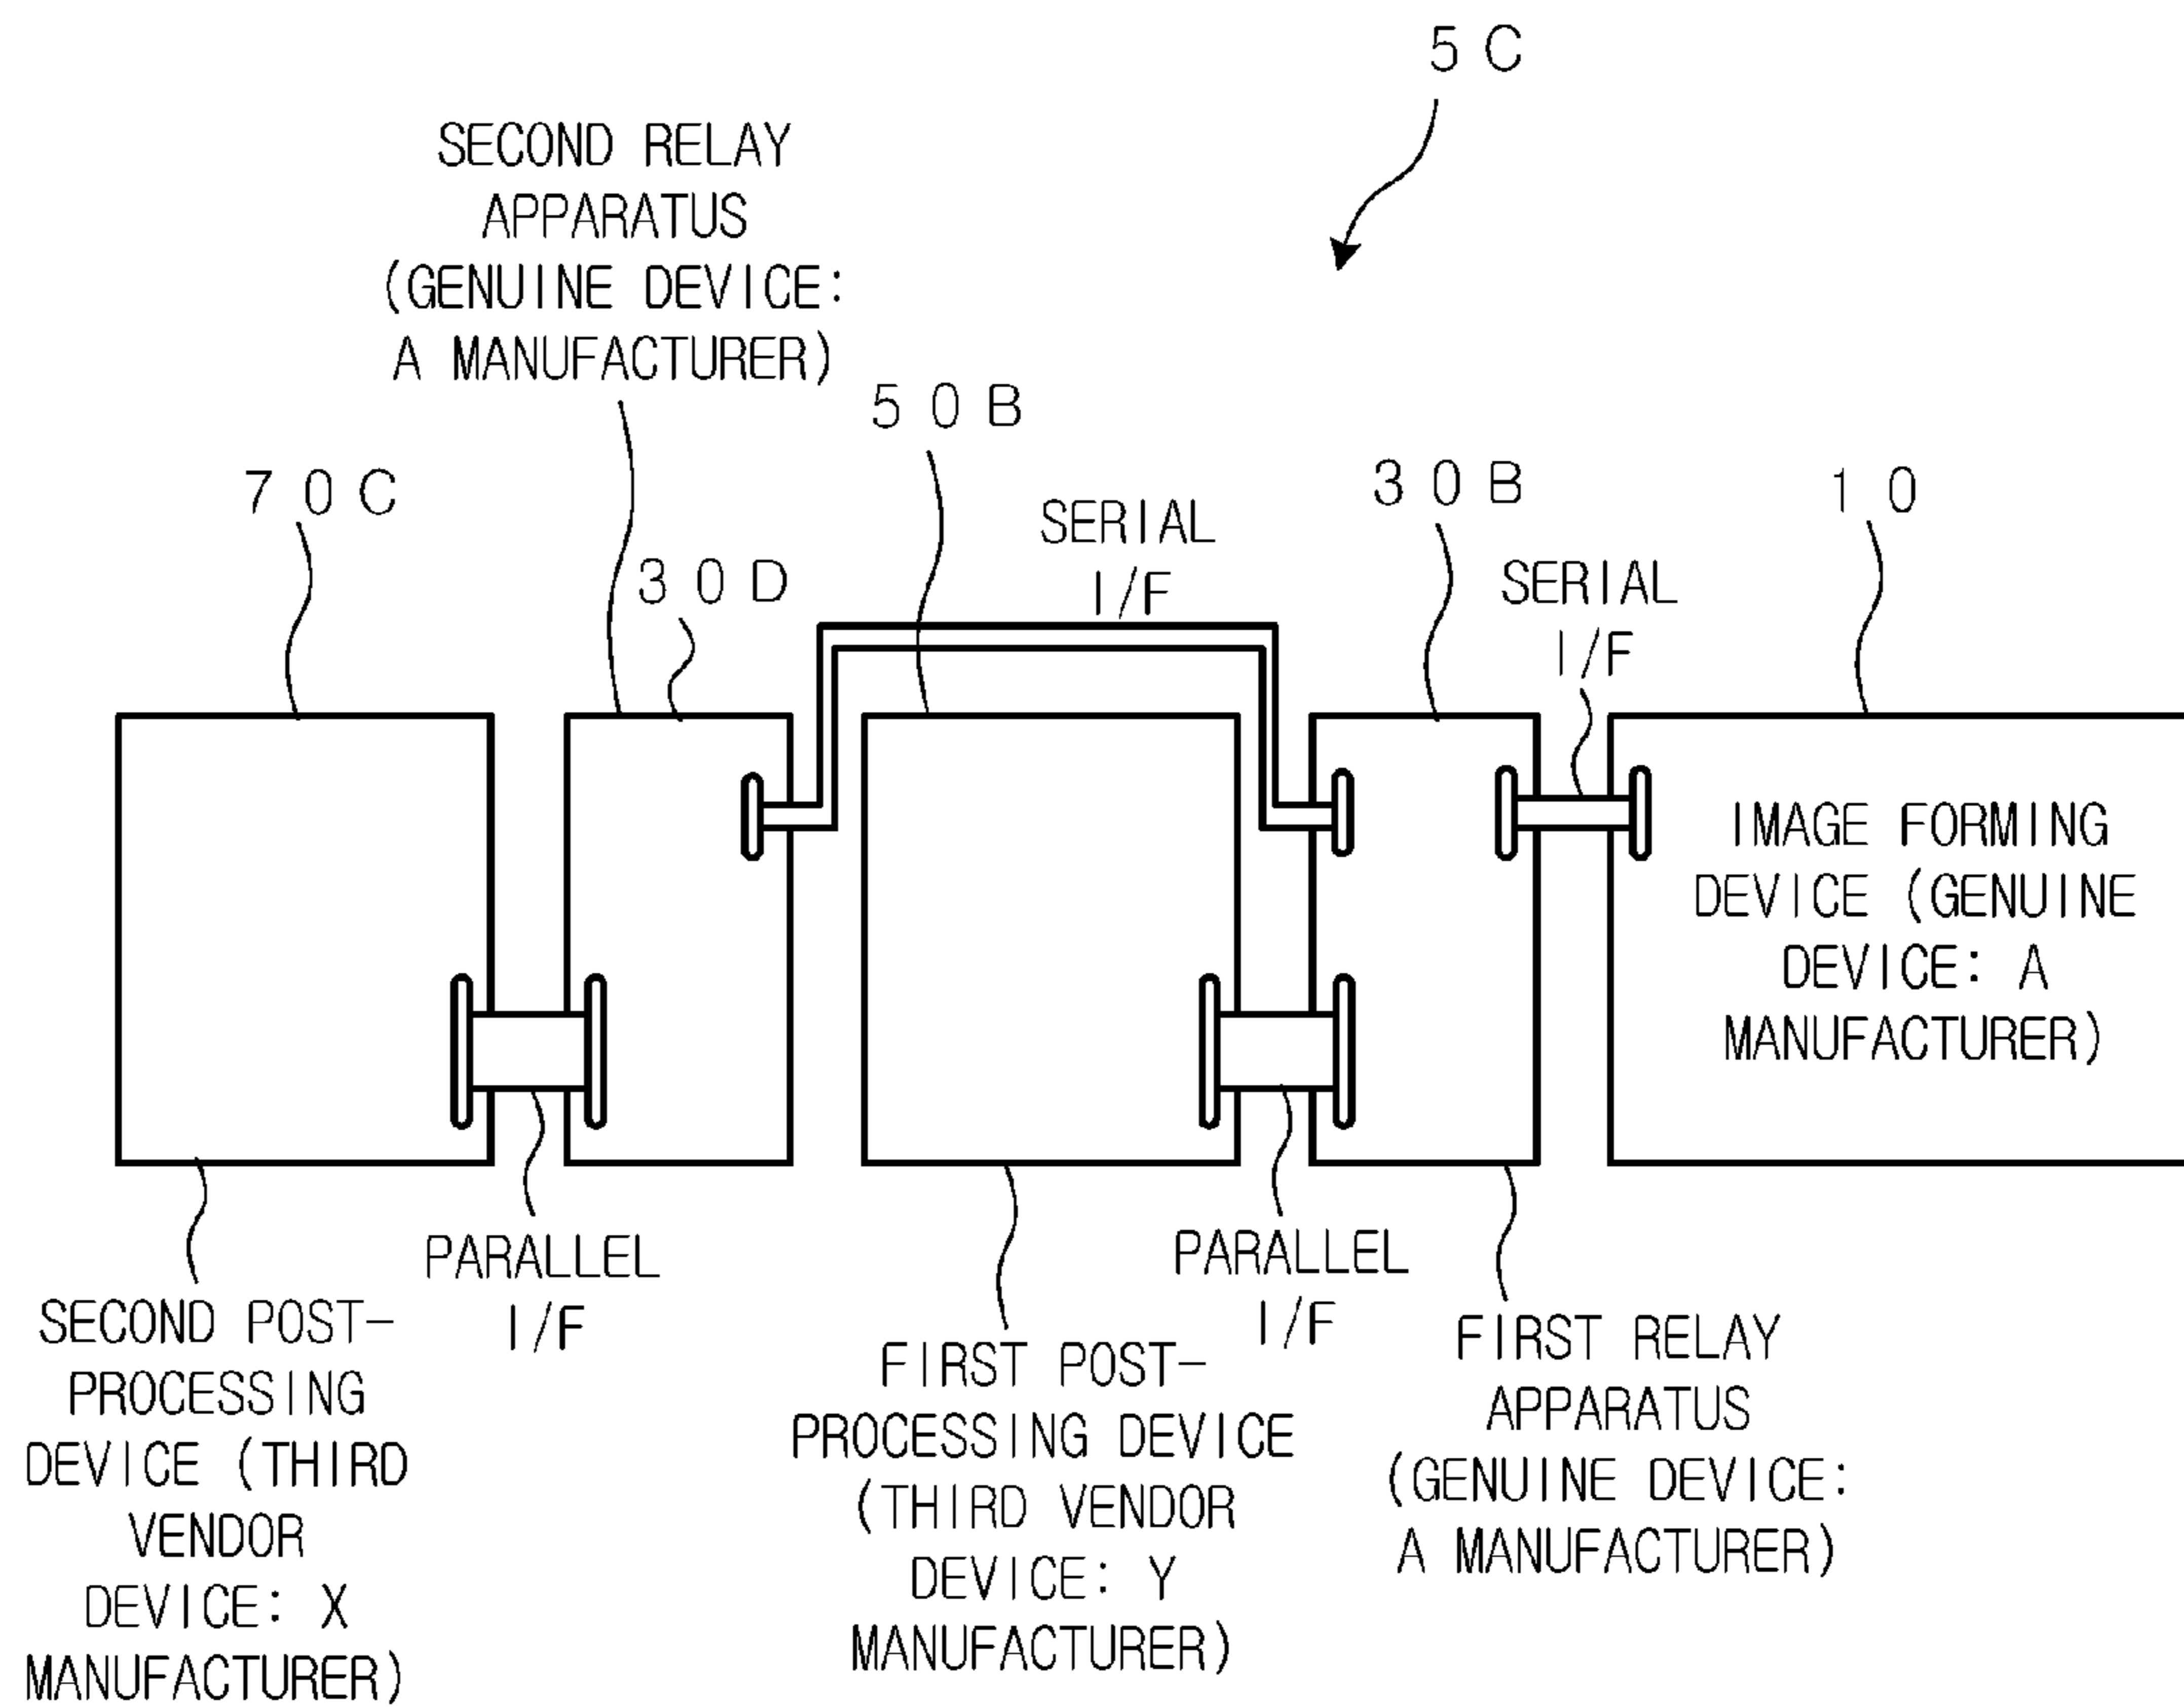 5C
SECOND RELAY
APPARATUS
(GENUINE DEVICE:
A MANUFACTURER)
50B
70C
30B
10
SERIAL
I/F
30D
SERIAL
I/F
IMAGE FORMING
DEVICE (GENUINE
DEVICE: A
MANUFACTURER)
PARALLEL
I/F
PARALLEL
I/F
SECOND POST-
PROCESSING
DEVICE (THIRD
VENDOR
DEVICE: X
MANUFACTURER)
FIRST POST-
PROCESSING DEVICE
(THIRD VENDOR
DEVICE: Y
MANUFACTURER)
FIRST RELAY
APPARATUS
(GENUINE DEVICE:
A MANUFACTURER)